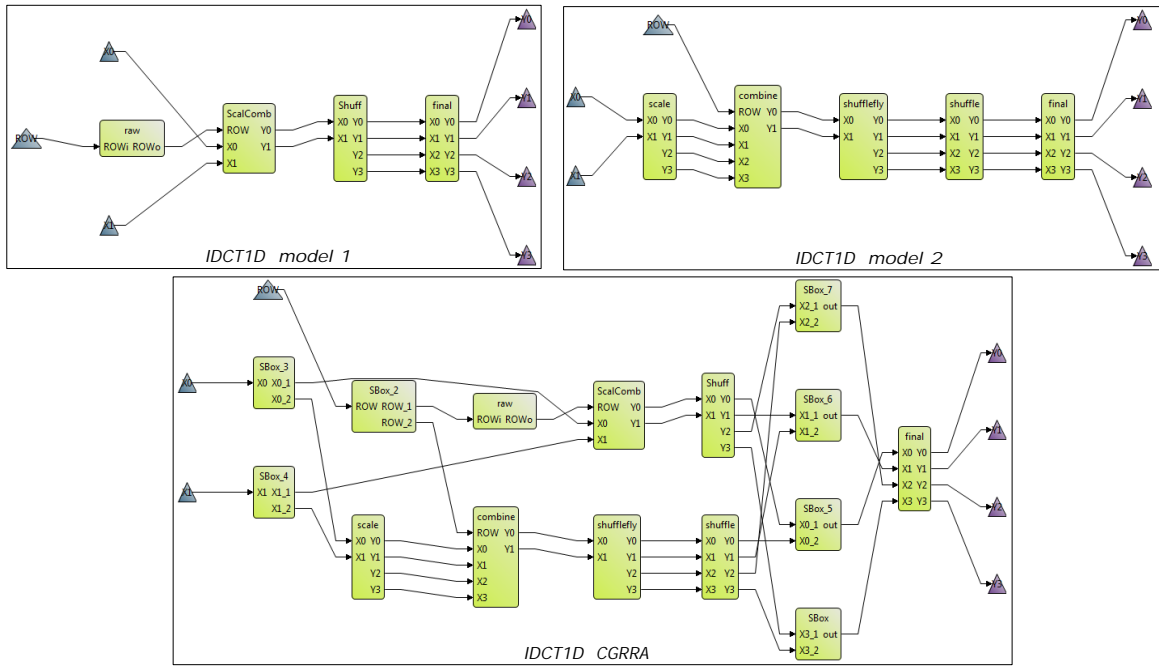 X0
ROW
X1
raw
ROWi ROWo
ScalComb
ROW Y0
X0 Y1
X1
Shuff
X0 Y0
X1 Y1
Y2
Y3
final
X0 Y0
X1 Y1
X2 Y2
X3 Y3
Y0
Y1
Y2
Y3
IDCT1D model 1
ROW
X0
X1
scale
X0 Y0
X1 Y1
Y2
Y3
combine
ROW Y0
X0 Y1
X1
X2
X3
shufflefly
X0 Y0
X1 Y1
Y2
Y3
shuffle
X0 Y0
X1 Y1
X2 Y2
X3 Y3
final
X0 Y0
X1 Y1
X2 Y2
X3 Y3
Y0
Y1
Y2
Y3
IDCT1D model 2
ROW
X0
X1
SBox_3
X0 X0_1
X0_2
SBox_4
X1 X1_1
X1_2
SBox_2
ROW ROW_1
ROW_2
raw
ROWi ROWo
ScalComb
ROW Y0
X0 Y1
X1
Shuff
X0 Y0
X1 Y1
Y2
Y3
scale
X0 Y0
X1 Y1
Y2
Y3
combine
ROW Y0
X0 Y1
X1
X2
X3
shufflefly
X0 Y0
X1 Y1
Y2
Y3
shuffle
X0 Y0
X1 Y1
X2 Y2
X3 Y3
SBox_7
X2_1 out
X2_2
SBox_6
X1_1 out
X1_2
SBox_5
X0_1 out
X0_2
SBox
X3_1 out
X3_2
final
X0 Y0
X1 Y1
X2 Y2
X3 Y3
Y0
Y1
Y2
Y3
IDCT1D CGRRA